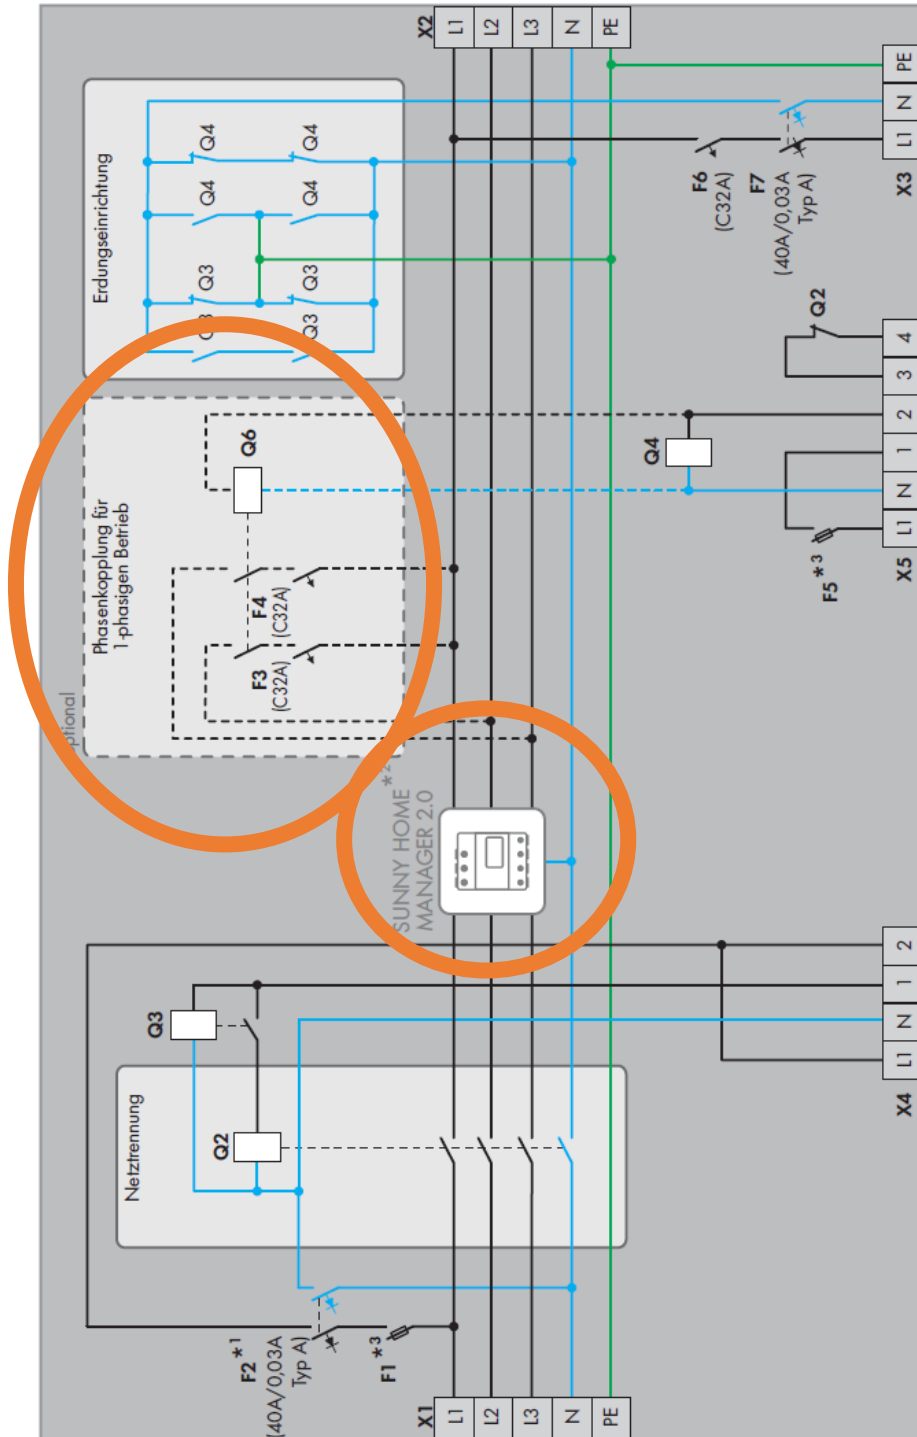 X2
L1
L2
L3
N
PE
PE
N
L1
X3
Erdungseinrichtung
Q4
Q4
Q4
Q4
Q3
Q3
Q3
F6
(C32A)
F7
(40A/0,03A
Typ A)
Q2
4
3
2
1
N
L1
X5
Q4
F5*3
optional
Phasenkopplung für
1-phasigen Betrieb
Q6
F4
(C32A)
F3
(C32A)
SUNNY HOME
MANAGER 2.0
Q3
Netztrennung
Q2
2
1
N
L1
X4
F2*1
(40A/0,03A
Typ A)
F1*3
X1
L1
L2
L3
N
PE